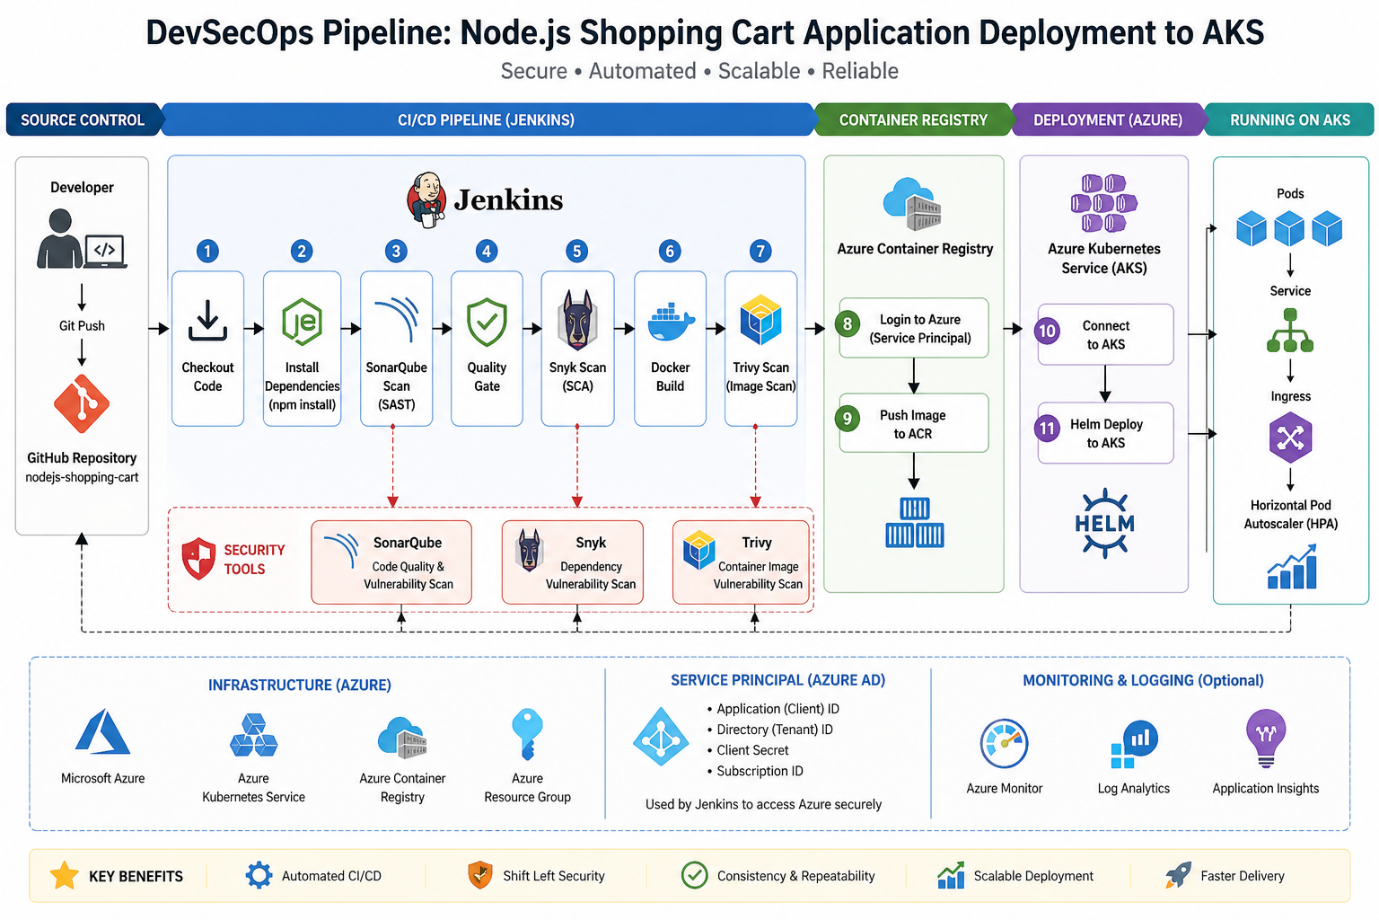 DevSecOps Pipeline: Node.js Shopping Cart Application Deployment to AKS
Secure • Automated • Scalable • Reliable
SOURCE CONTROL
CI/CD PIPELINE (JENKINS)
CONTAINER REGISTRY
DEPLOYMENT (AZURE)
RUNNING ON AKS
Developer
</>
Git Push
GitHub Repository
nodejs-shopping-cart
Jenkins
1
Checkout
Code
2
Install
Dependencies
(npm install)
3
SonarQube
Scan
(SAST)
4
Quality
Gate
5
Snyk Scan
(SCA)
6
Docker
Build
7
Trivy Scan
(Image Scan)
SECURITY
TOOLS
SonarQube
Code Quality &
Vulnerability Scan
Snyk
Dependency
Vulnerability Scan
Trivy
Container Image
Vulnerability Scan
Azure Container Registry
8
Login to Azure
(Service Principal)
9
Push Image
to ACR
Azure Kubernetes
Service (AKS)
10
Connect
to AKS
11
Helm Deploy
to AKS
HELM
Pods
Service
Ingress
Horizontal Pod
Autoscaler (HPA)
INFRASTRUCTURE (AZURE)
Microsoft Azure
Azure
Kubernetes Service
Azure Container
Registry
Azure
Resource Group
SERVICE PRINCIPAL (AZURE AD)
• Application (Client) ID
• Directory (Tenant) ID
• Client Secret
• Subscription ID
Used by Jenkins to access Azure securely
MONITORING & LOGGING (Optional)
Azure Monitor
Log Analytics
Application Insights
KEY BENEFITS
Automated CI/CD
Shift Left Security
Consistency & Repeatability
Scalable Deployment
Faster Delivery